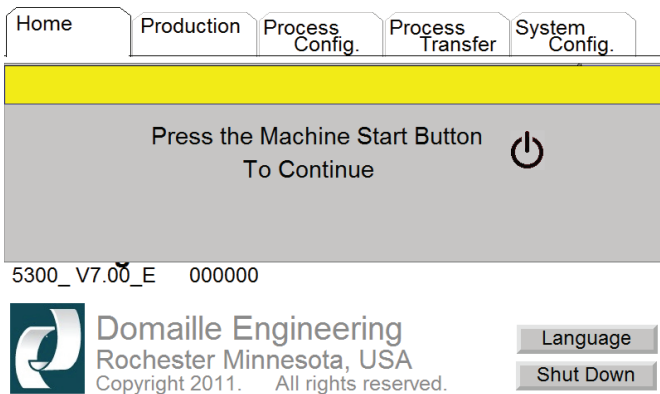 Home Production Process Process System
Config. Transfer Config.
Press the Machine Start Button
To Continue
5300_ V7.00_E 000000
Domaille Engineering
Rochester Minnesota, USA
Copyright 2011. All rights reserved.
Language
Shut Down